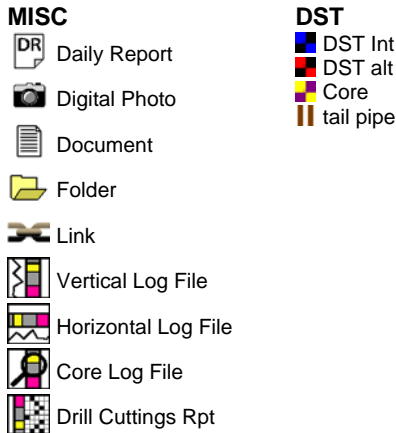 MISC
DR
Daily Report
Digital Photo
Document
Folder
Link
Vertical Log File
Horizontal Log File
Core Log File
Drill Cuttings Rpt
DST
DST Int
DST alt
Core
tail pipe